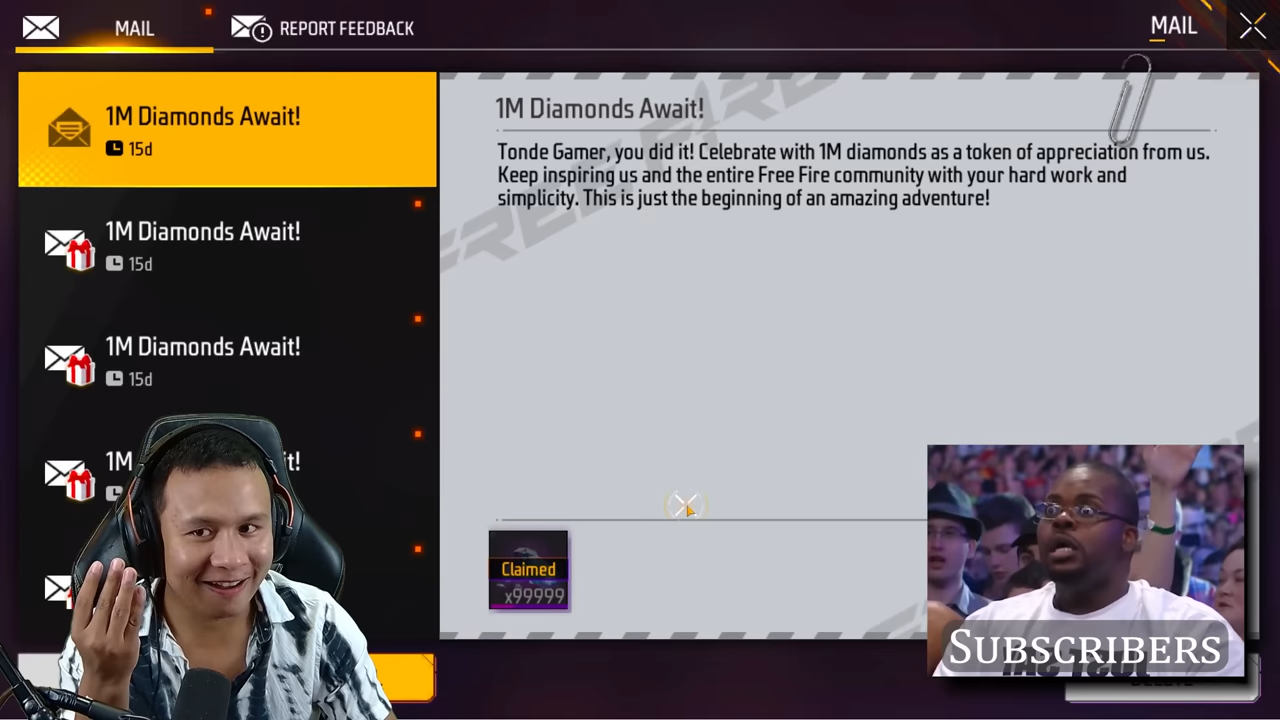 MAIL
REPORT FEEDBACK
MAIL
1M Diamonds Await!
15d
1M Diamonds Await!
15d
1M Diamonds Await!
15d
1M
1M Diamonds Await!
Tonde Gamer, you did it! Celebrate with 1M diamonds as a token of appreciation from us.
Keep inspiring us and the entire Free Fire community with your hard work and
simplicity. This is just the beginning of an amazing adventure!
FREE FIRE
Claimed
x99999
SUBSCRIBERS